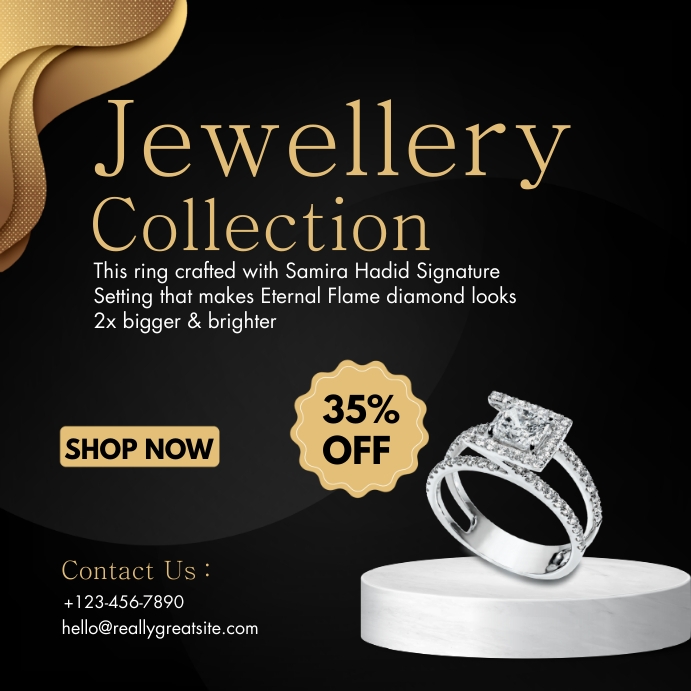 Jewellery
Collection
This ring crafted with Samira Hadid Signature
Setting that makes Eternal Flame diamond looks
2x bigger & brighter
35%
OFF
SHOP NOW
Contact Us :
+123-456-7890
hello@reallygreatsite.com